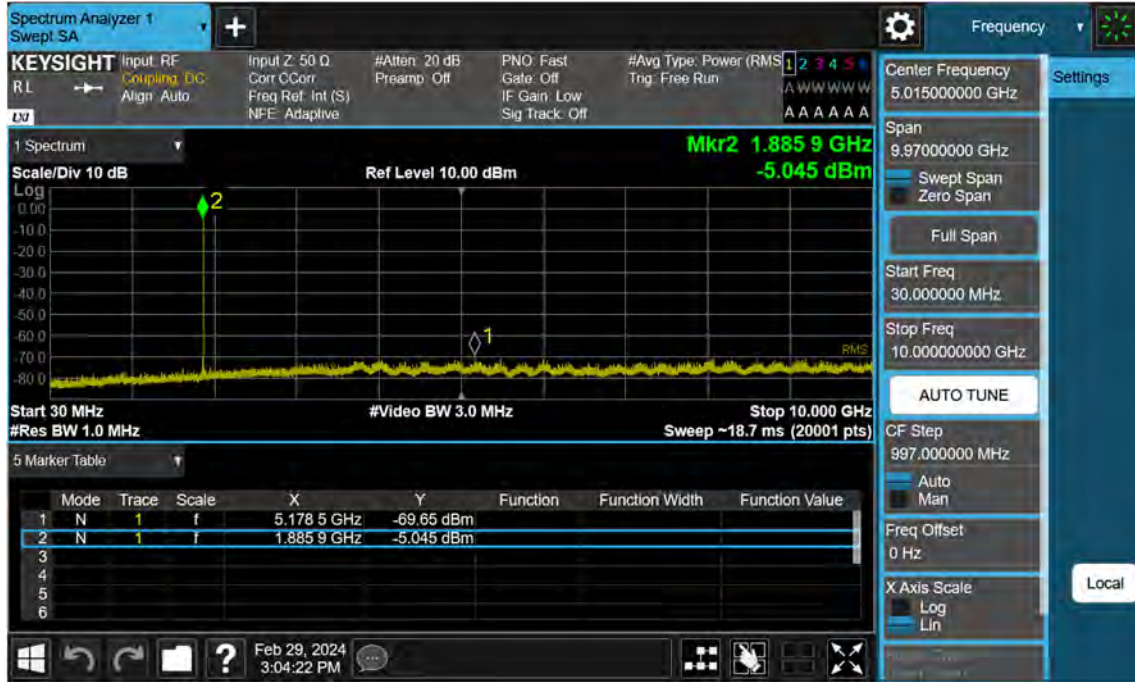 Spectrum Analyzer 1
Swept SA
+
Frequency
KEYSIGHT
RL
LXI
Input: RF
Coupling: DC
Align: Auto
Input Z: 50 Ω
Corr CCorr
Freq Ref: Int (S)
NFE: Adaptive
#Atten: 20 dB
Preamp: Off
PNO: Fast
Gate: Off
IF Gain: Low
Sig Track: Off
#Avg Type: Power (RMS
Trig: Free Run
1 2 3 4 5 6
A W W W W W
A A A A A A
Center Frequency
5.015000000 GHz
Settings
1 Spectrum
Scale/Div 10 dB
Ref Level 10.00 dBm
Mkr2 1.885 9 GHz
-5.045 dBm
Log
0.00
-10.0
-20.0
-30.0
-40.0
-50.0
-60.0
-70.0
-80.0
2
1
RMS
Start 30 MHz
#Video BW 3.0 MHz
Stop 10.000 GHz
#Res BW 1.0 MHz
Sweep ~18.7 ms (20001 pts)
Span
9.97000000 GHz
Swept Span
Zero Span
Full Span
Start Freq
30.000000 MHz
Stop Freq
10.000000000 GHz
AUTO TUNE
CF Step
997.000000 MHz
Auto
Man
Freq Offset
0 Hz
X Axis Scale
Log
Lin
Local
5 Marker Table
Mode Trace Scale X Y Function Function Width Function Value
1 N 1 f 5.178 5 GHz -69.65 dBm
2 N 1 f 1.885 9 GHz -5.045 dBm
3
4
5
6
?
Feb 29, 2024
3:04:22 PM